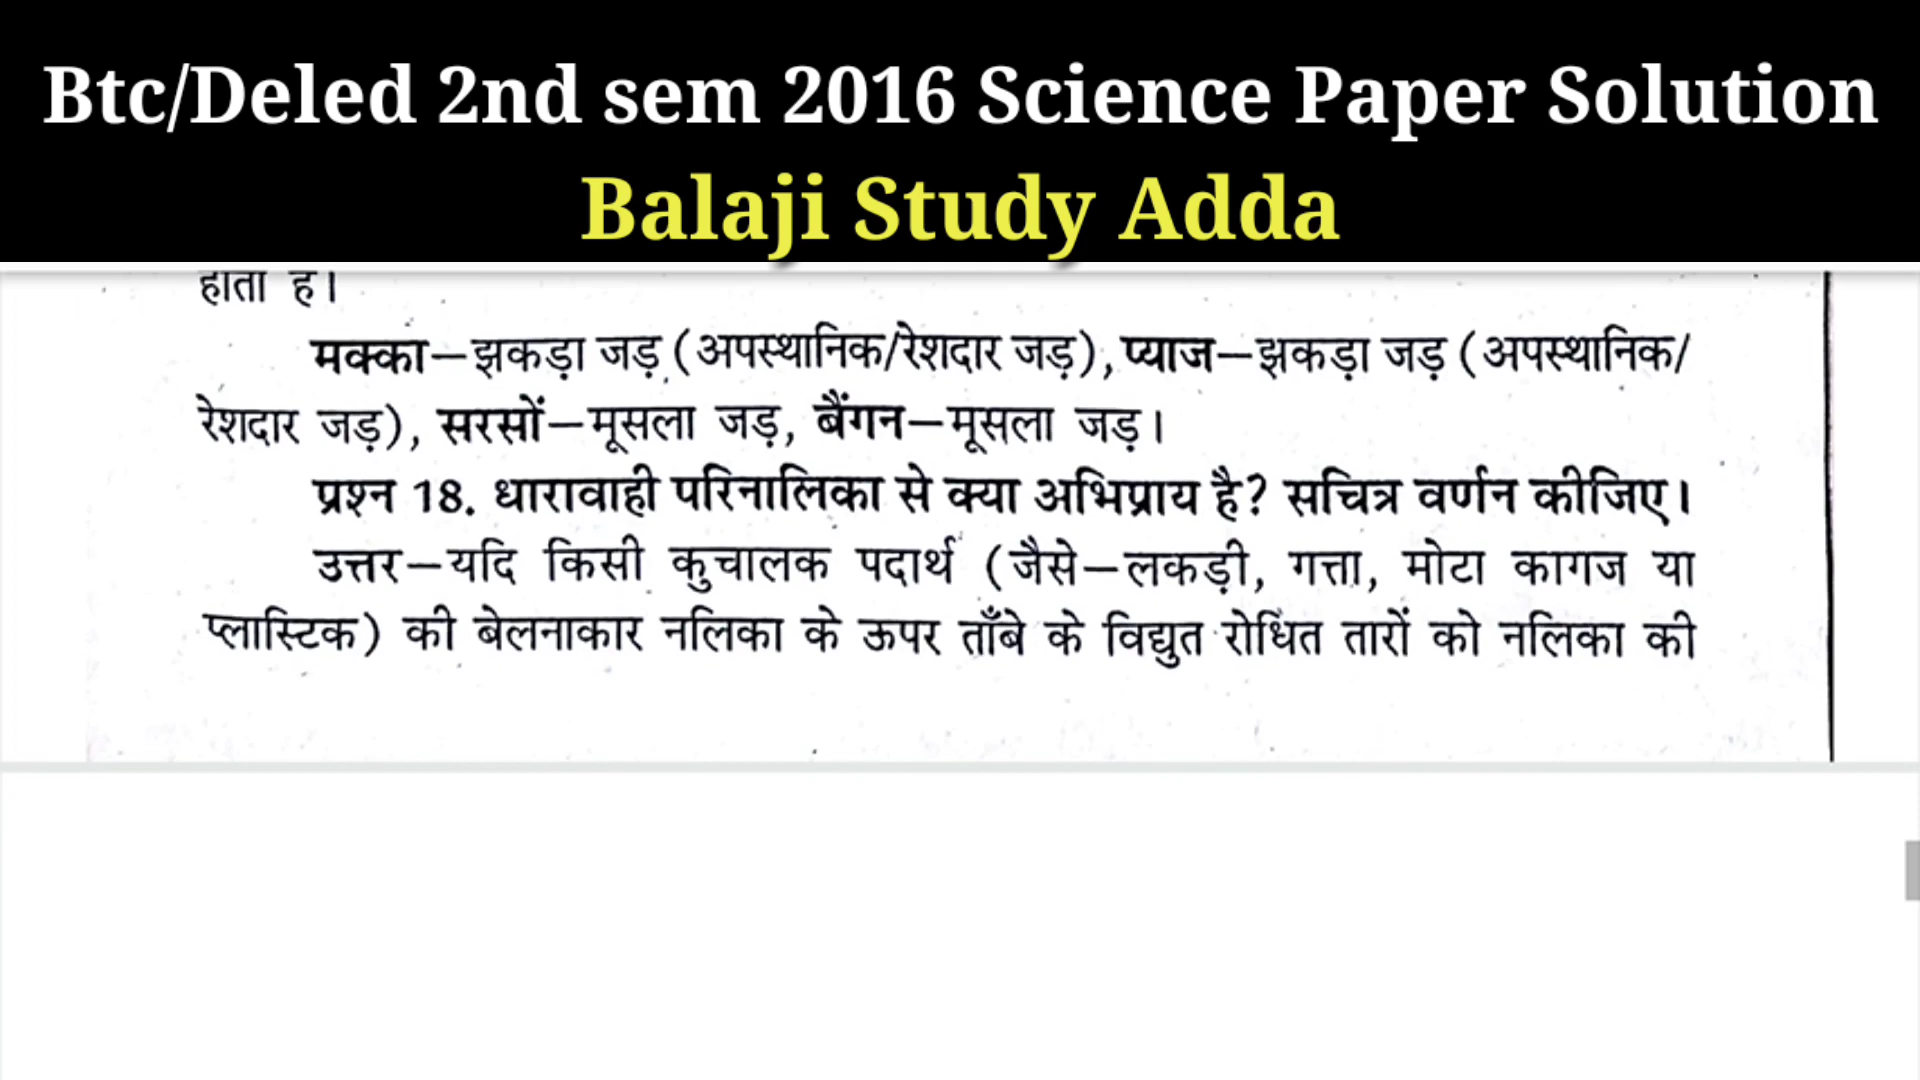 Btc/Deled 2nd sem 2016 Science Paper Solution
Balaji Study Adda
होता है।
मक्का—झकड़ा जड़ (अपस्थानिक/रेशदार जड़), प्याज—झकड़ा जड़ (अपस्थानिक/
रेशदार जड़), सरसों—मूसला जड़, बैंगन—मूसला जड़।
प्रश्न 18. धारावाही परिनालिका से क्या अभिप्राय है? सचित्र वर्णन कीजिए।
उत्तर—यदि किसी कुचालक पदार्थ (जैसे—लकड़ी, गत्ता, मोटा कागज या
प्लास्टिक) की बेलनाकार नलिका के ऊपर ताँबे के विद्युत रोधित तारों को नलिका की